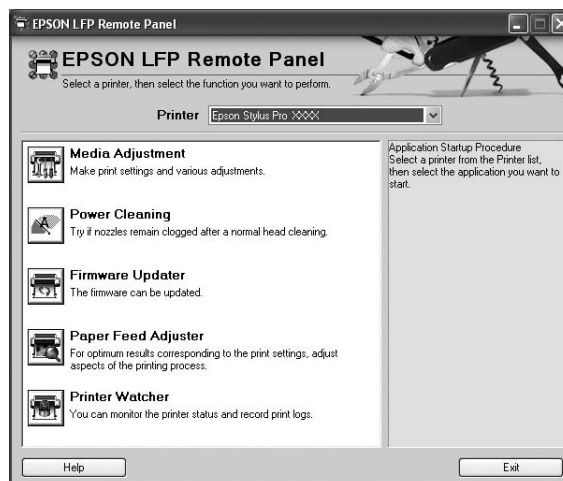 EPSON LFP Remote Panel
EPSON LFP Remote Panel
Select a printer, then select the function you want to perform.
Printer
Epson Stylus Pro XXXX
Media Adjustment
Make print settings and various adjustments.
Power Cleaning
Try if nozzles remain clogged after a normal head cleaning.
Firmware Updater
The firmware can be updated.
Paper Feed Adjuster
For optimum results corresponding to the print settings, adjust
aspects of the printing process.
Printer Watcher
You can monitor the printer status and record print logs.
Application Startup Procedure
Select a printer from the Printer list,
then select the application you want to
start.
Help
Exit